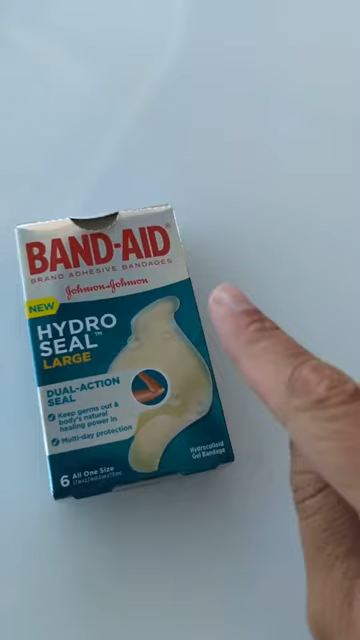 BAND-AID®
BRAND ADHESIVE BANDAGES
Johnson & Johnson
NEW
HYDRO
SEAL™
LARGE
DUAL-ACTION
SEAL
Keep germs out &
body's natural
healing power in
Multi-day protection
6 All One Size
Hydrocolloid
Gel Bandage